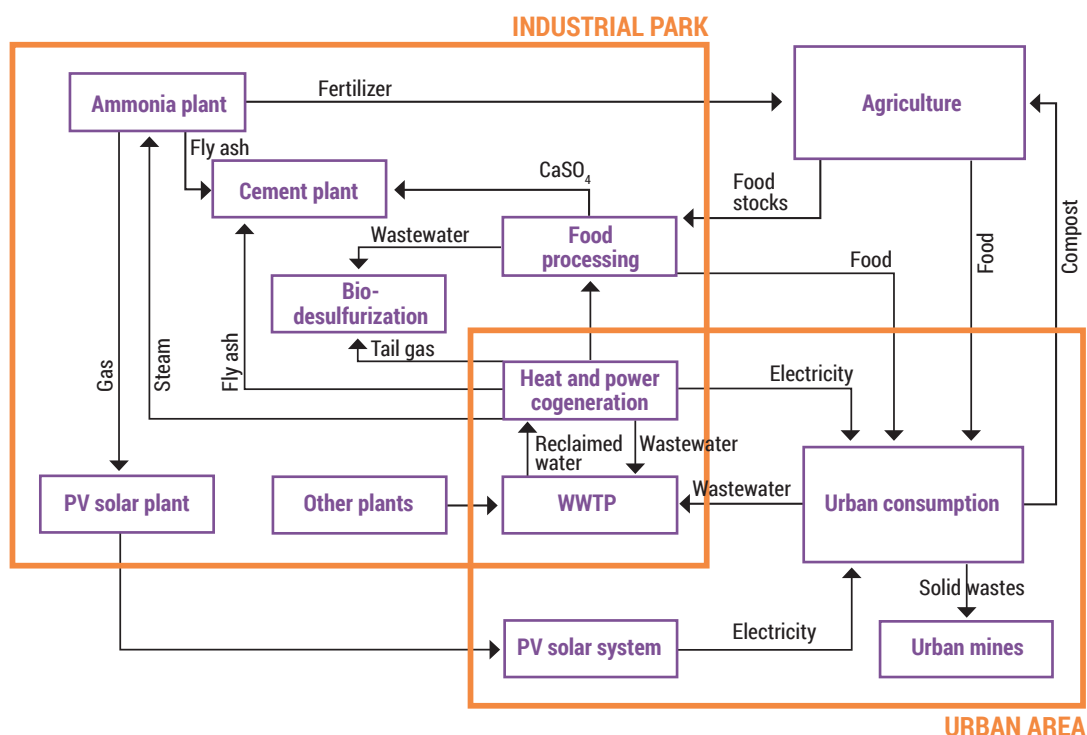 INDUSTRIAL PARK
Ammonia plant
Fertilizer
Agriculture
Fly ash
Cement plant
CaSO₄
Food
stocks
Compost
Wastewater
Food
processing
Food
Food
Bio-
desulfurization
Gas
Steam
Fly ash
Tail gas
Heat and power
cogeneration
Electricity
Reclaimed
water
Wastewater
PV solar plant
Other plants
WWTP
Wastewater
Urban consumption
Solid wastes
PV solar system
Electricity
Urban mines
URBAN AREA